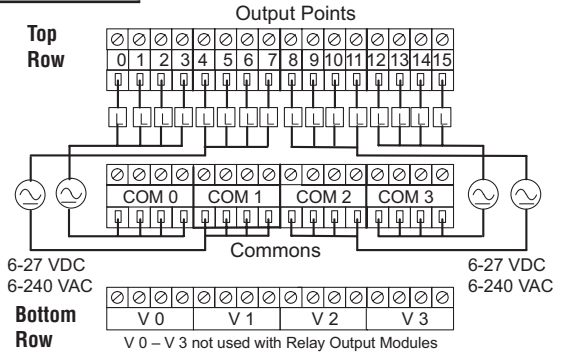 Output Points
Top
Row
0 1 2 3 4 5 6 7 8 9 10 11 12 13 14 15
L L L L L L L L L L L L L L L L
COM 0 COM 1 COM 2 COM 3
Commons
6-27 VDC
6-240 VAC
6-27 VDC
6-240 VAC
Bottom
Row
V 0 V 1 V 2 V 3
V 0 – V 3 not used with Relay Output Modules